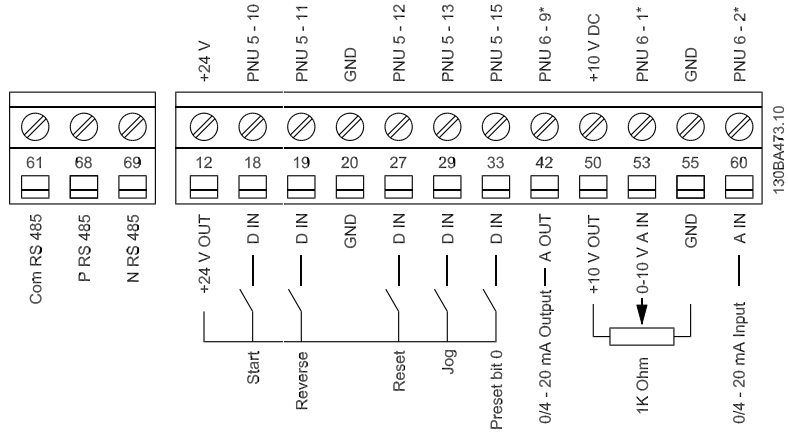 +24 V
PNU 5 - 10
PNU 5 - 11
GND
PNU 5 - 12
PNU 5 - 13
PNU 5 - 15
PNU 6 - 9*
+10 V DC
PNU 6 - 1*
GND
PNU 6 - 2*
61 68 69
12 18 19 20 27 29 33 42 50 53 55 60
130BA473.10
Com RS 485
P RS 485
N RS 485
+24 V OUT
D IN
D IN
GND
D IN
D IN
D IN
0/4 - 20 mA Output — A OUT
+10 V OUT
0-10 V A IN
GND
0/4 - 20 mA Input — A IN
Start
Reverse
Reset
Jog
Preset bit 0
1K Ohm